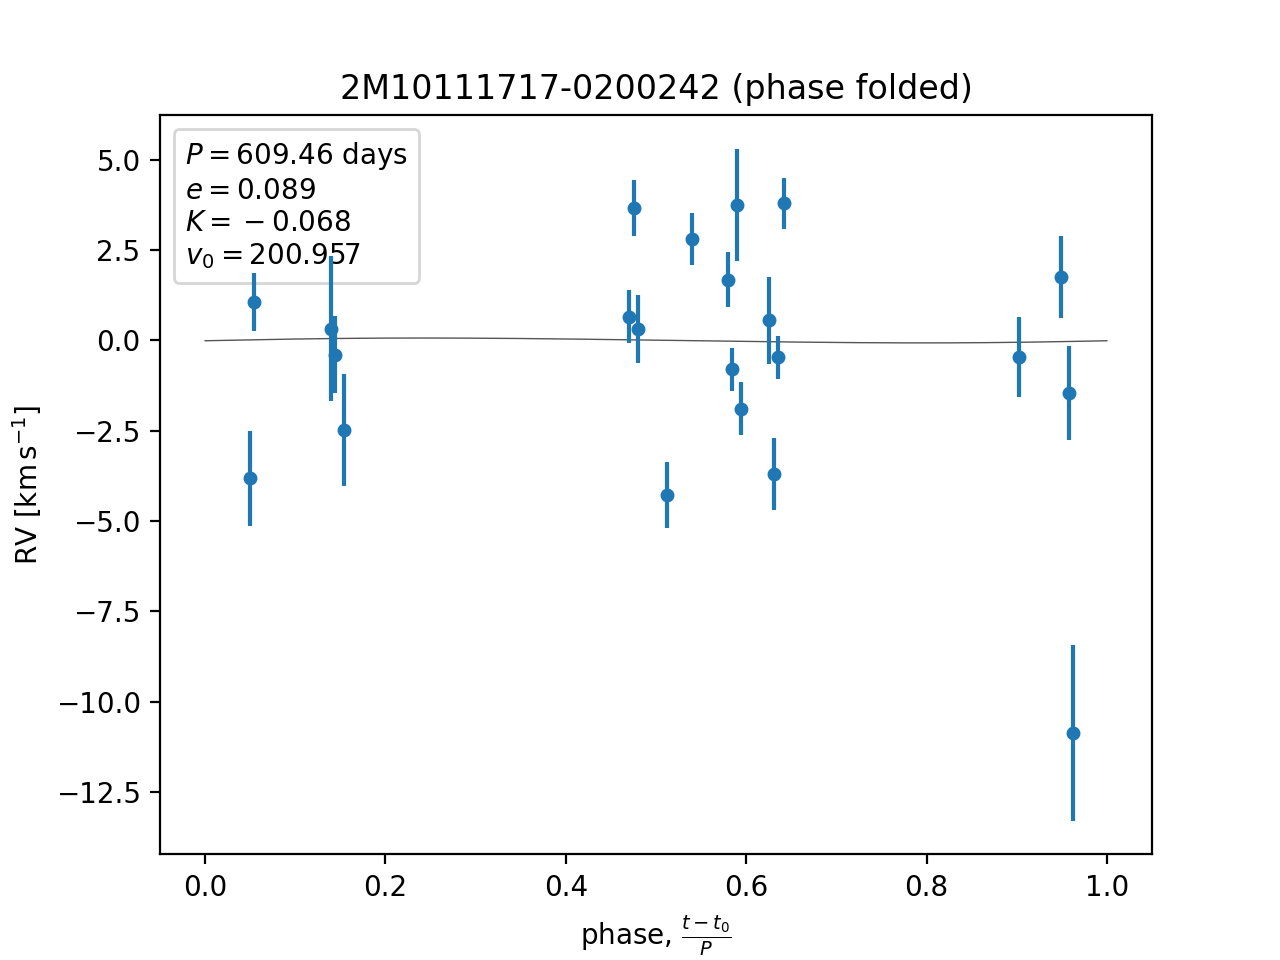 2M10111717-0200242 (phase folded)
P = 609.46 days
e = 0.089
K = −0.068
v₀ = 200.957
5.0
2.5
0.0
−2.5
−5.0
−7.5
−10.0
−12.5
RV [km s⁻¹]
0.0 0.2 0.4 0.6 0.8 1.0
phase, (t − t₀)/P